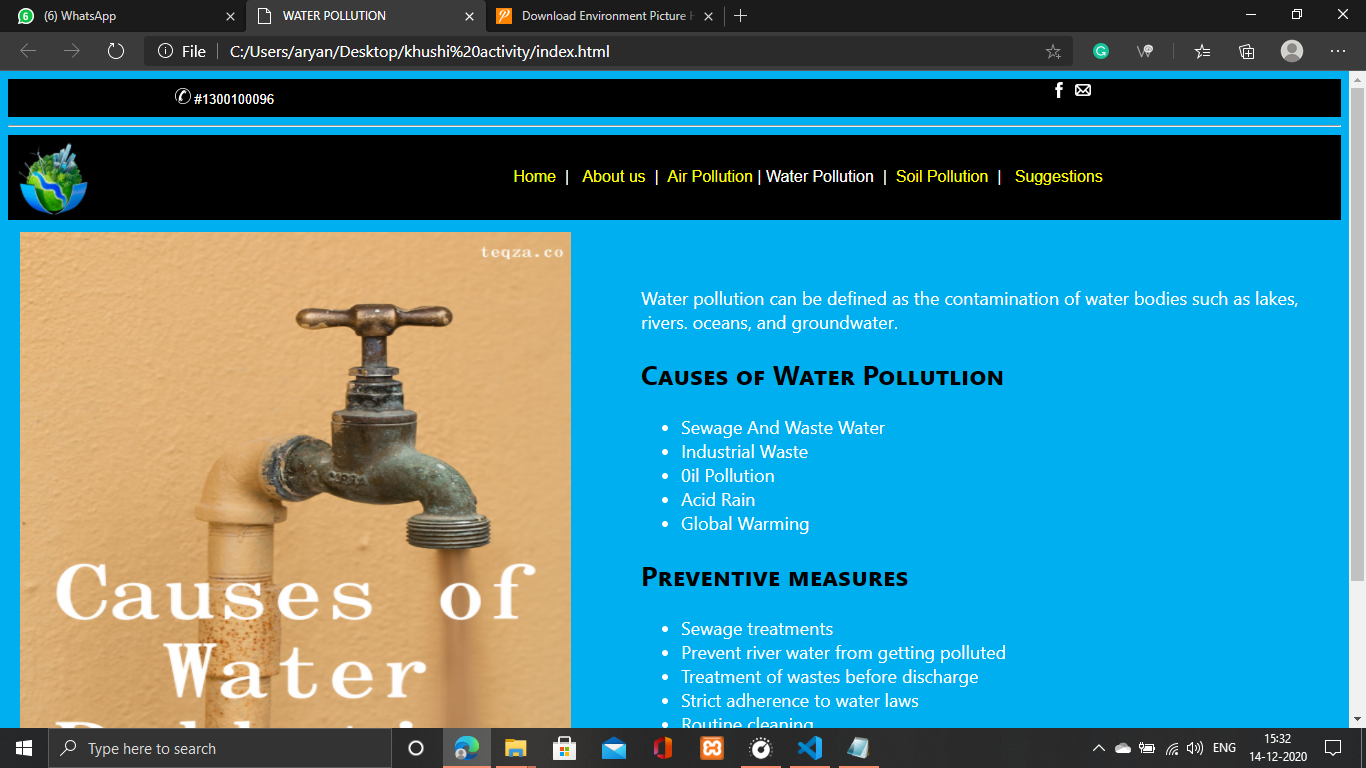 (6) WhatsApp
WATER POLLUTION
Download Environment Picture
File | C:/Users/aryan/Desktop/khushi%20activity/index.html
#1300100096
Home | About us | Air Pollution | Water Pollution | Soil Pollution | Suggestions
teqza.co
Causes of
Water
Water pollution can be defined as the contamination of water bodies such as lakes,
rivers. oceans, and groundwater.
Causes of Water Pollutlion
• Sewage And Waste Water
• Industrial Waste
• 0il Pollution
• Acid Rain
• Global Warming
Preventive measures
• Sewage treatments
• Prevent river water from getting polluted
• Treatment of wastes before discharge
• Strict adherence to water laws
• Routine cleaning
Type here to search
ENG
15:32
14-12-2020